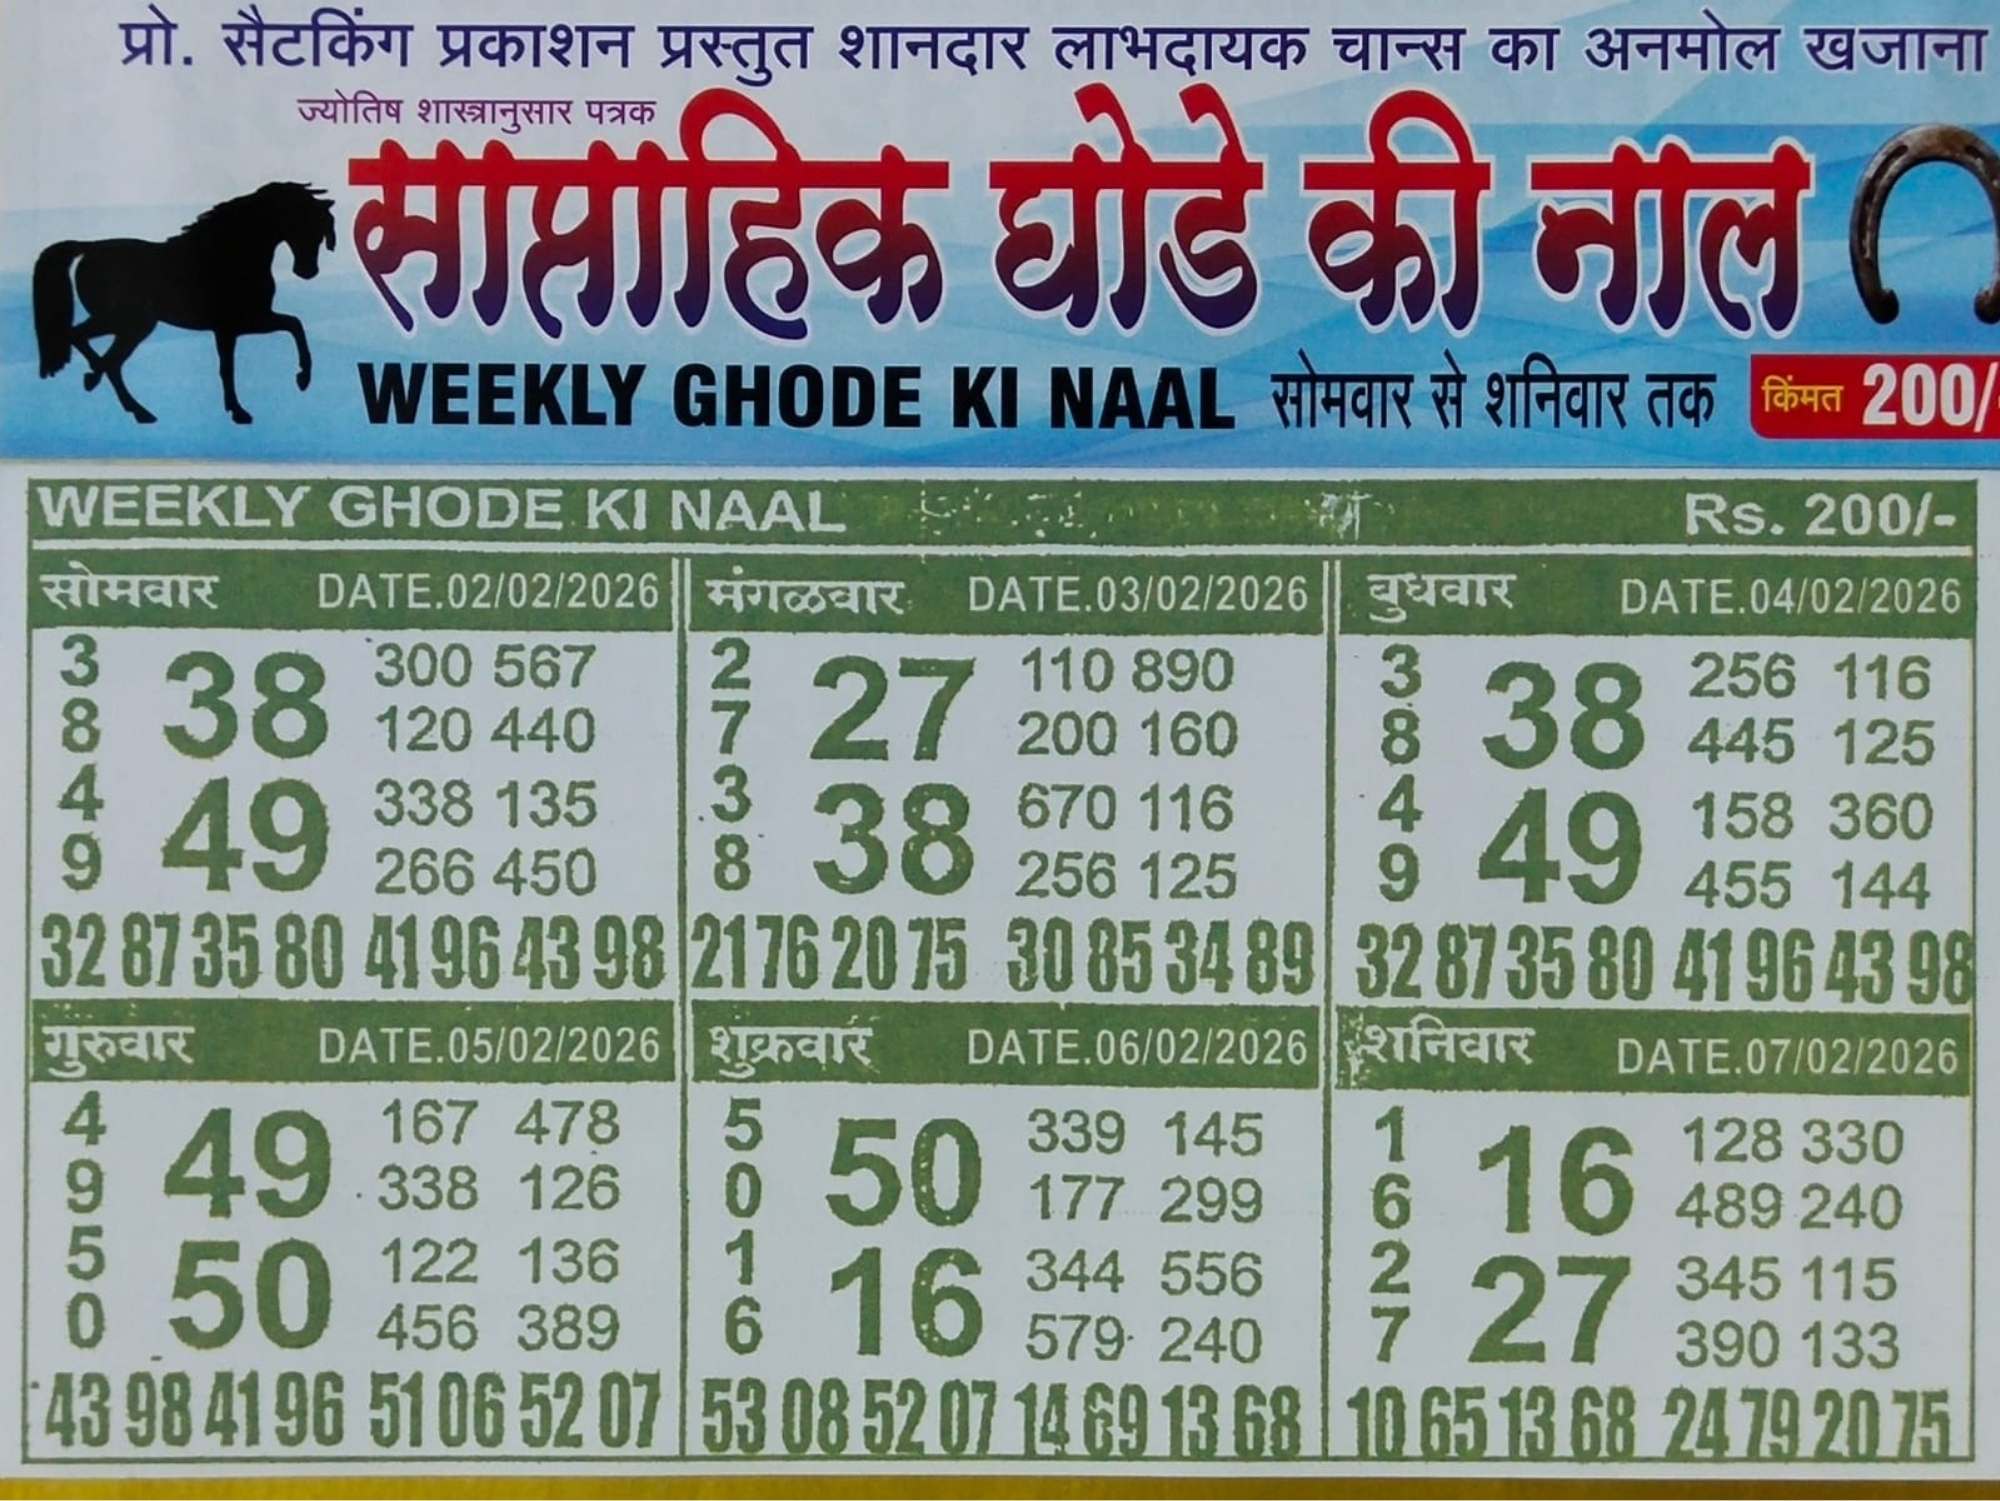 प्रो. सैटकिंग प्रकाशन प्रस्तुत शानदार लाभदायक चान्स का अनमोल खजाना
ज्योतिष शास्त्रानुसार पत्रक
साप्ताहिक घोडे की नाल
WEEKLY GHODE KI NAAL सोमवार से शनिवार तक किंमत 200/-
WEEKLY GHODE KI NAAL Rs. 200/-
सोमवार DATE.02/02/2026
3 38 300 567
8 120 440
4 49 338 135
9 266 450
32 87 35 80 41 96 43 98
मंगळवार DATE.03/02/2026
2 27 110 890
7 200 160
3 38 670 116
8 256 125
21 76 20 75 30 85 34 89
बुधवार DATE.04/02/2026
3 38 256 116
8 445 125
4 49 158 360
9 455 144
32 87 35 80 41 96 43 98
गुरुवार DATE.05/02/2026
4 49 167 478
9 338 126
5 50 122 136
0 456 389
43 98 41 96 51 06 52 07
शुक्रवार DATE.06/02/2026
5 50 339 145
0 177 299
1 16 344 556
6 579 240
53 08 52 07 14 69 13 68
शनिवार DATE.07/02/2026
1 16 128 330
6 489 240
2 27 345 115
7 390 133
10 65 13 68 24 79 20 75